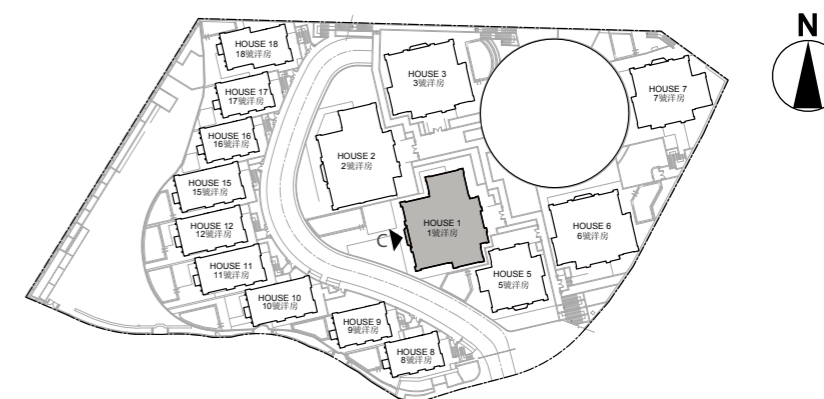 N
HOUSE 18
18號洋房
HOUSE 3
3號洋房
HOUSE 7
7號洋房
HOUSE 17
17號洋房
HOUSE 16
16號洋房
HOUSE 2
2號洋房
HOUSE 15
15號洋房
HOUSE 12
12號洋房
HOUSE 1
1號洋房
HOUSE 6
6號洋房
C
HOUSE 11
11號洋房
HOUSE 5
5號洋房
HOUSE 10
10號洋房
HOUSE 9
9號洋房
HOUSE 8
8號洋房